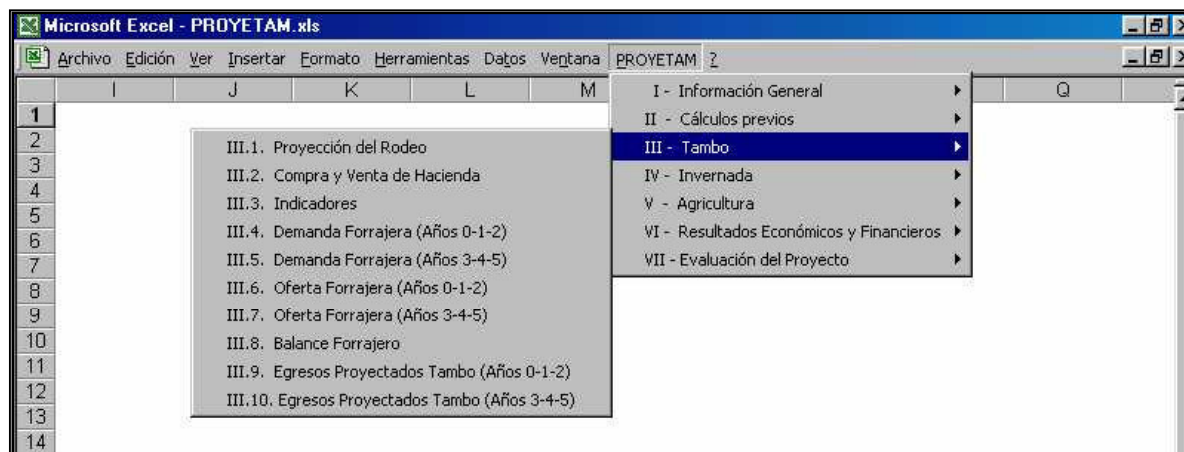 Microsoft Excel - PROYETAM.xls
Archivo Edición Ver Insertar Formato Herramientas Datos Ventana PROYETAM ?
I J K L M Q
I - Información General
II - Cálculos previos
III - Tambo
IV - Invernada
V - Agricultura
VI - Resultados Económicos y Financieros
VII - Evaluación del Proyecto
III.1. Proyección del Rodeo
III.2. Compra y Venta de Hacienda
III.3. Indicadores
III.4. Demanda Forrajera (Años 0-1-2)
III.5. Demanda Forrajera (Años 3-4-5)
III.6. Oferta Forrajera (Años 0-1-2)
III.7. Oferta Forrajera (Años 3-4-5)
III.8. Balance Forrajero
III.9. Egresos Proyectados Tambo (Años 0-1-2)
III.10. Egresos Proyectados Tambo (Años 3-4-5)
1
2
3
4
5
6
7
8
9
10
11
12
13
14